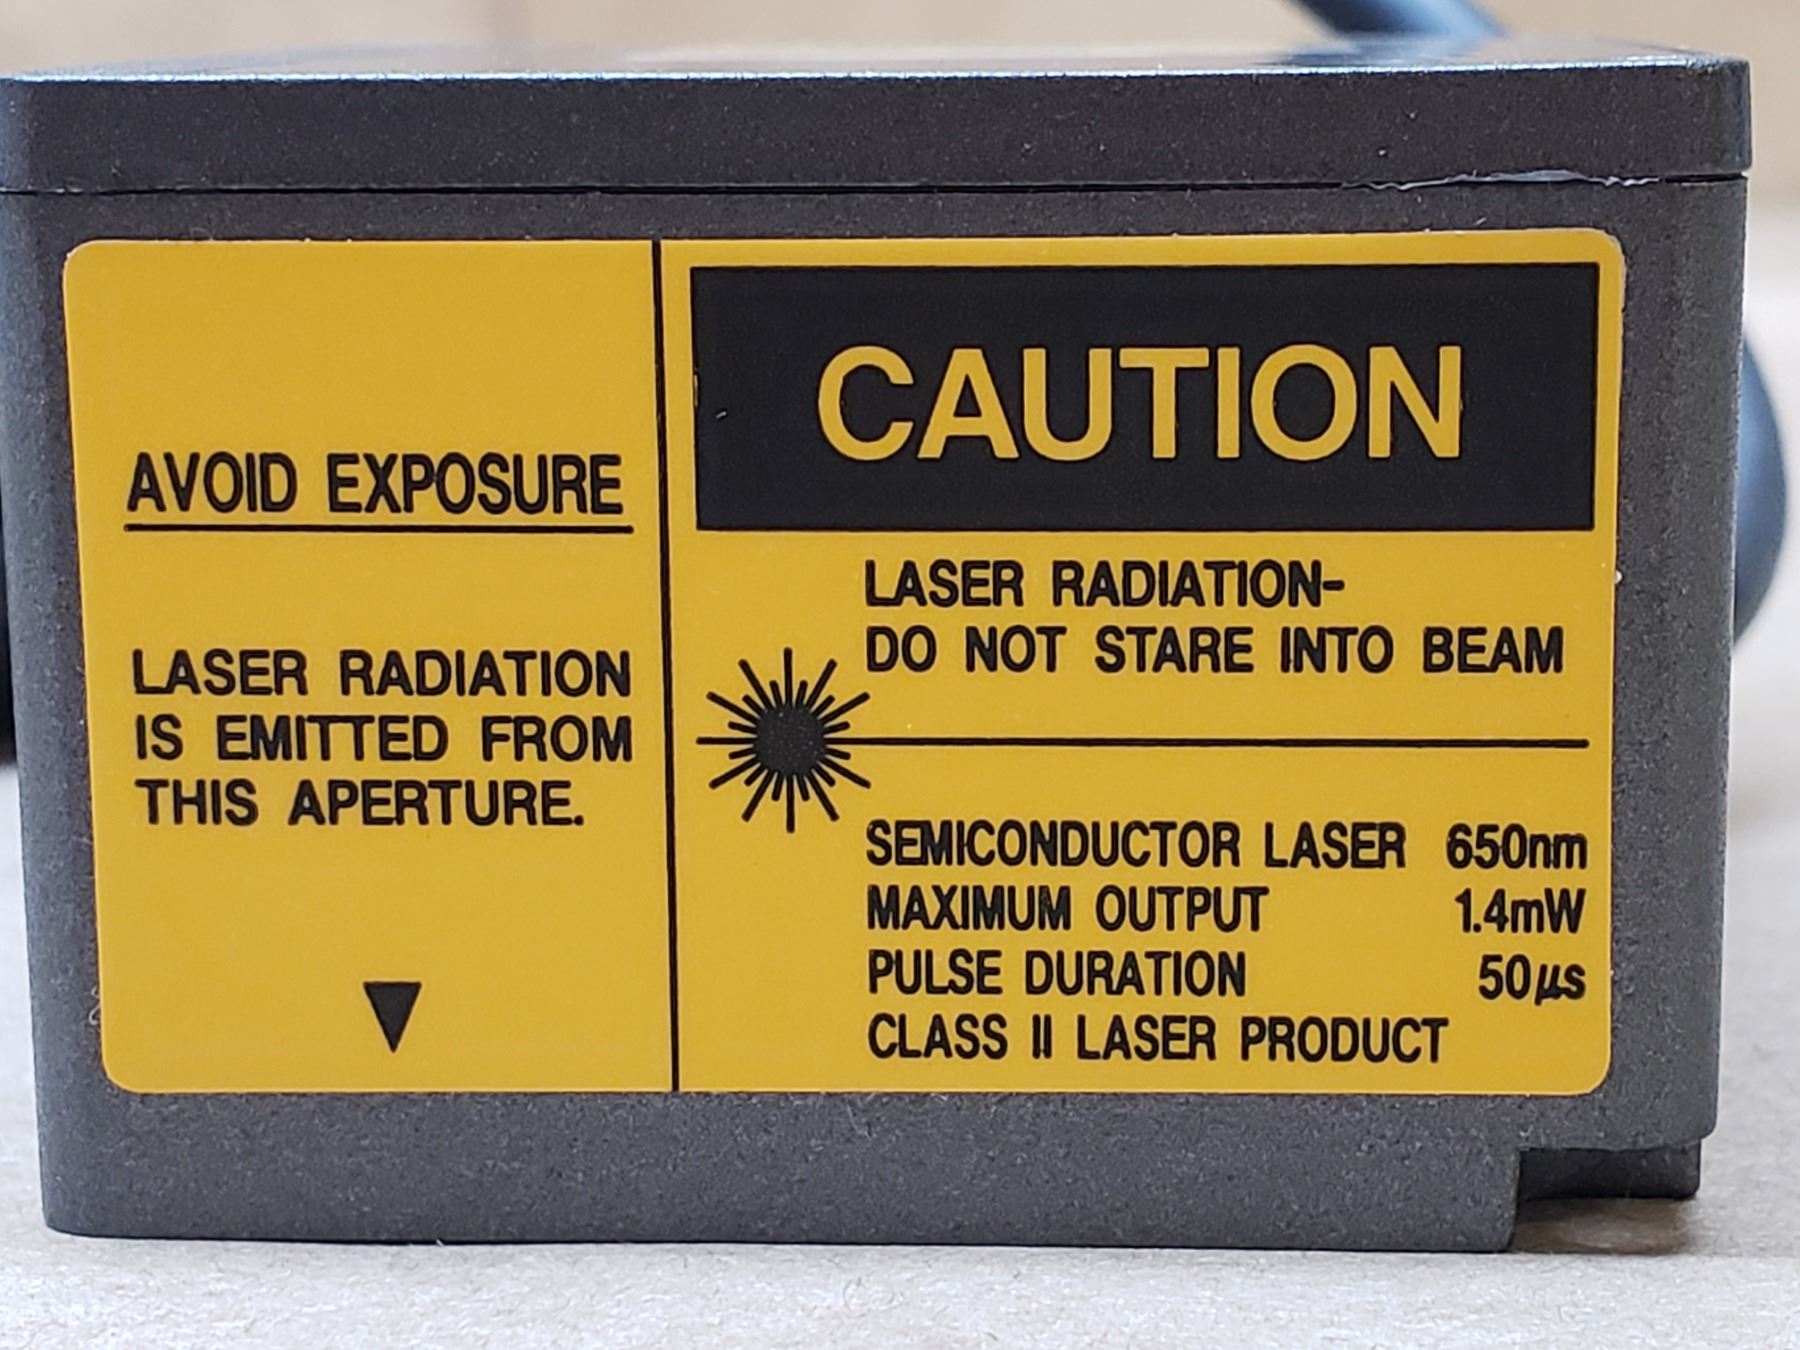 AVOID EXPOSURE
LASER RADIATION
IS EMITTED FROM
THIS APERTURE.
CAUTION
LASER RADIATION-
DO NOT STARE INTO BEAM
SEMICONDUCTOR LASER 650nm
MAXIMUM OUTPUT 1.4mW
PULSE DURATION 50μs
CLASS II LASER PRODUCT